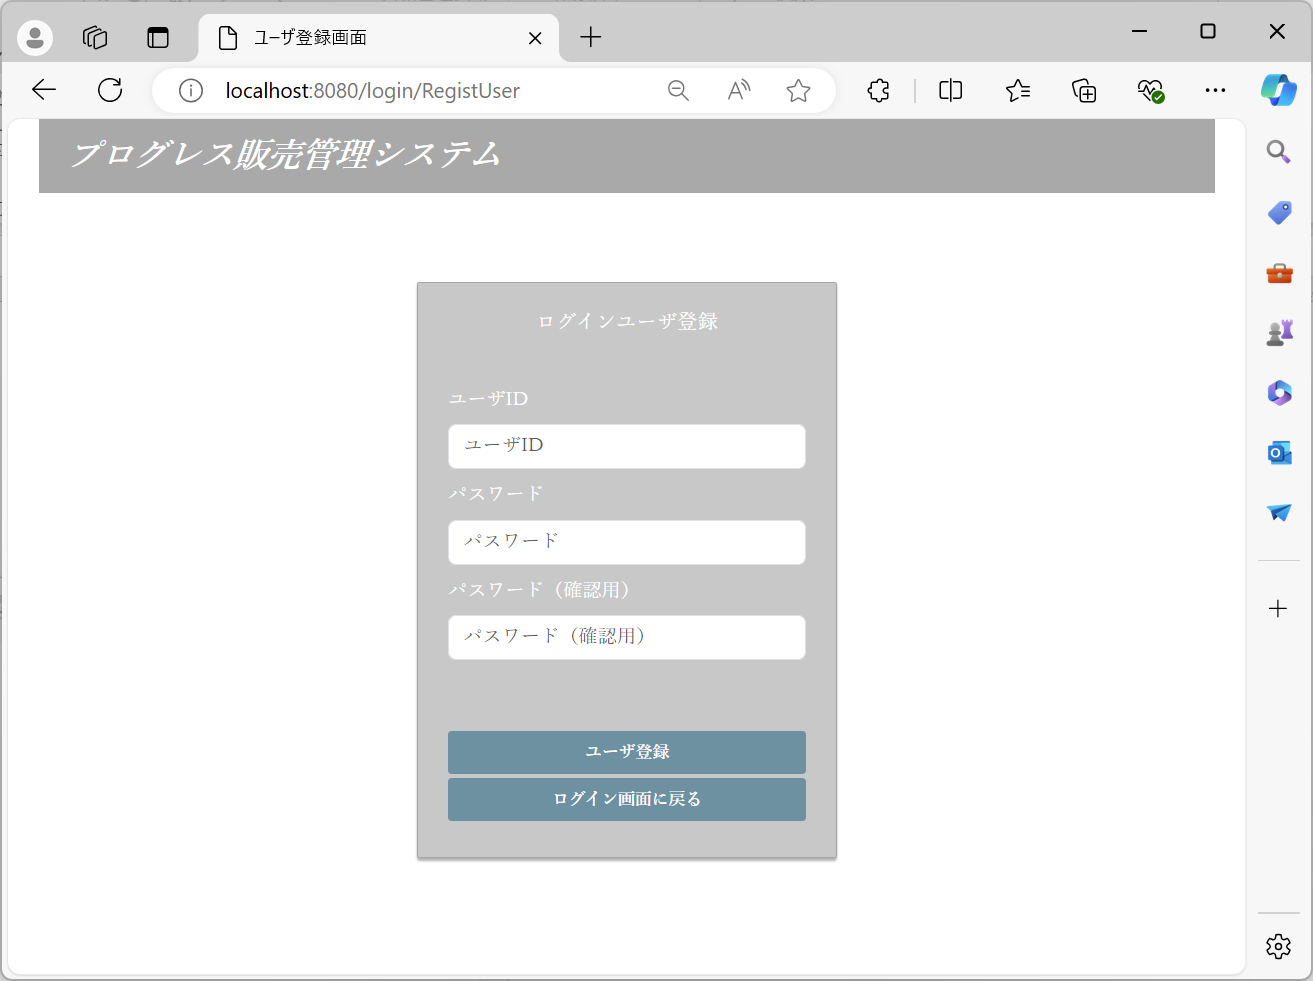 ユーザ登録画面
localhost:8080/login/RegistUser
プログレス販売管理システム
ログインユーザ登録
ユーザID
ユーザID
パスワード
パスワード
パスワード（確認用）
パスワード（確認用）
ユーザ登録
ログイン画面に戻る